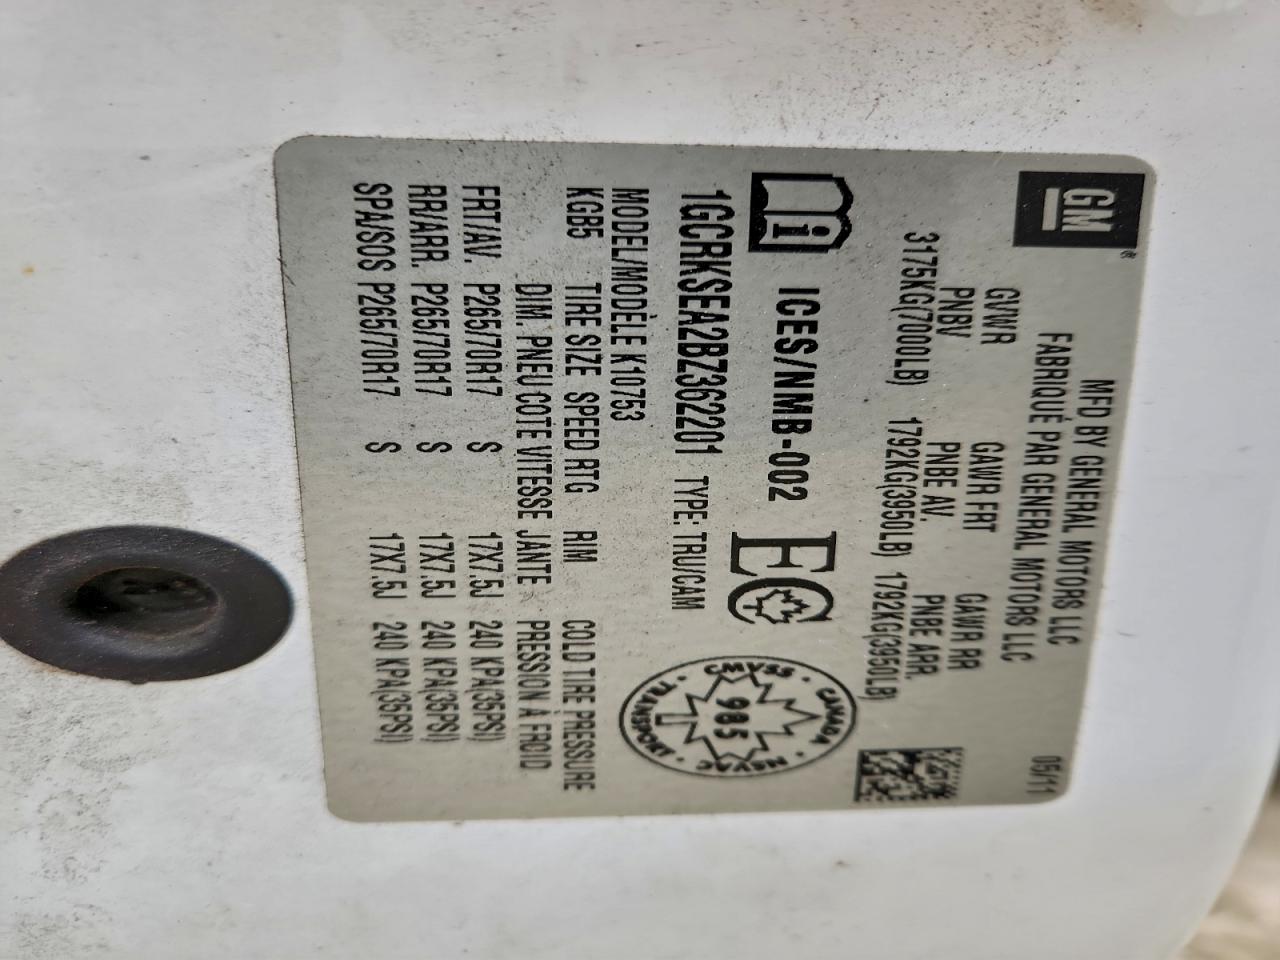 GM
MFD BY GENERAL MOTORS LLC
FABRIQUÉ PAR GENERAL MOTORS LLC
05/11
GVWR GAWR FRT GAWR RR
PNBV PNBE AV. PNBE ARR.
3175KG(7000LB) 1792KG(3950LB) 1792KG(3950LB)
ICES/NMB-002
CANADA · NSVAC · TRANSPORT · CMVSS ·
985
1GCRKSEA2BZ362201 TYPE: TRU/CAM
MODEL/MODÈLE K10753
KGB5 TIRE SIZE SPEED RTG RIM COLD TIRE PRESSURE
DIM. PNEU COTE VITESSE JANTE PRESSION À FROID
FRT/AV. P265/70R17 S 17X7.5J 240 KPA(35PSI)
RR/ARR. P265/70R17 S 17X7.5J 240 KPA(35PSI)
SPA/SOS P265/70R17 S 17X7.5J 240 KPA(35PSI)